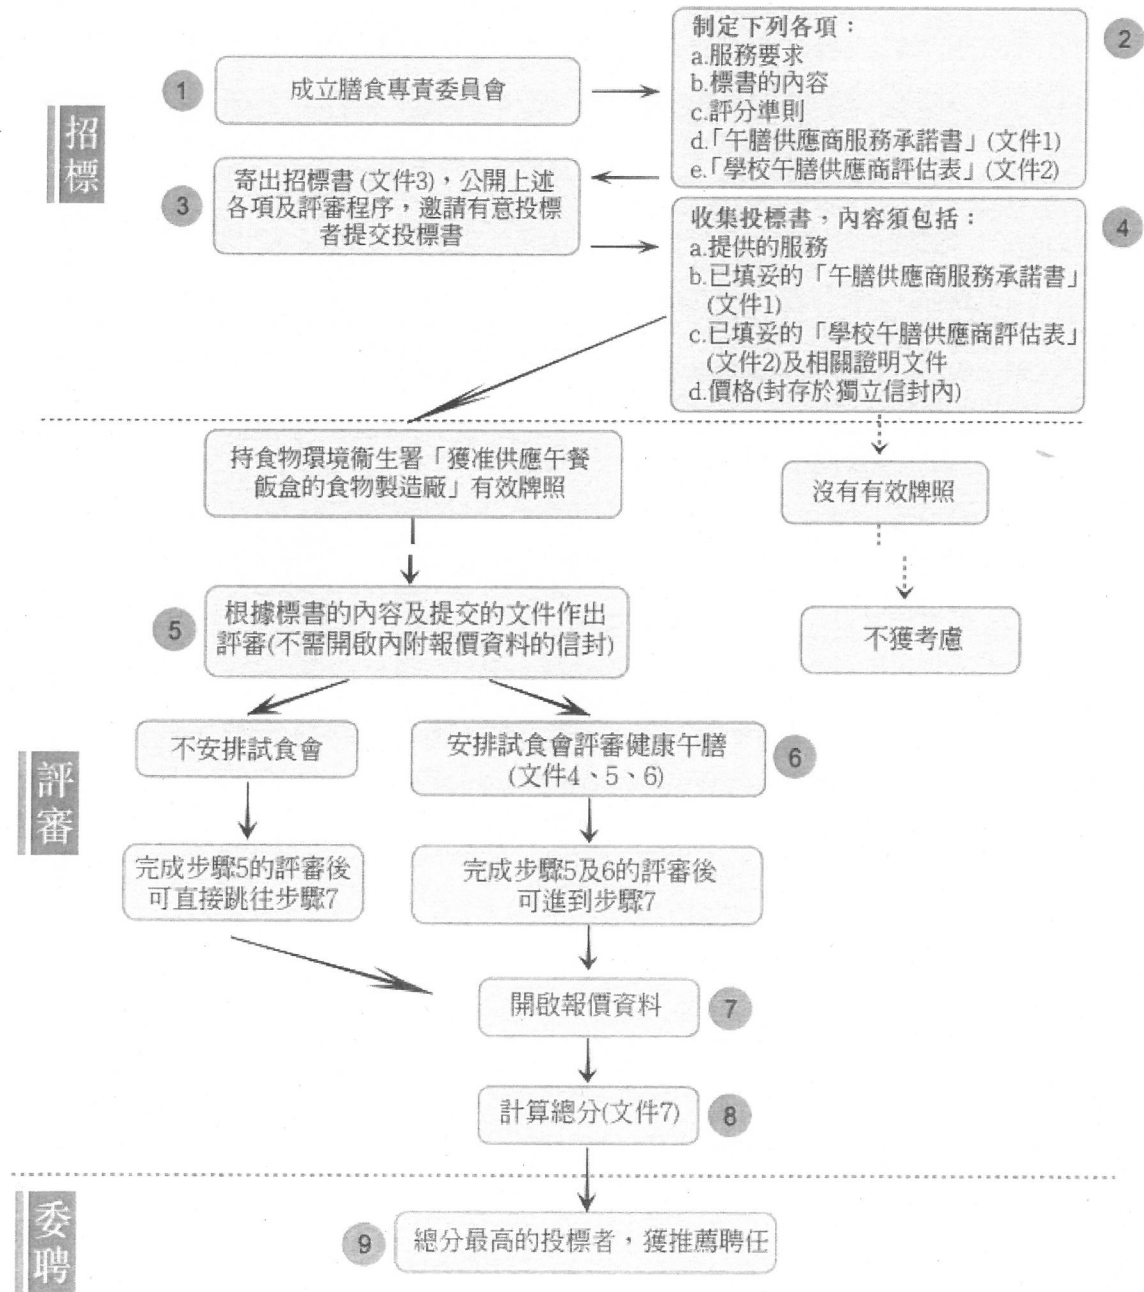 招標
1
成立膳食專責委員會
制定下列各項：
2
a.服務要求
b.標書的內容
c.評分準則
d.「午膳供應商服務承諾書」(文件1)
e.「學校午膳供應商評估表」(文件2)
3
寄出招標書(文件3)，公開上述
各項及評審程序，邀請有意投標
者提交投標書
收集投標書，內容須包括：
4
a.提供的服務
b.已填妥的「午膳供應商服務承諾書」
(文件1)
c.已填妥的「學校午膳供應商評估表」
(文件2)及相關證明文件
d.價格(封存於獨立信封內)
持食物環境衞生署「獲准供應午餐
飯盒的食物製造廠」有效牌照
沒有有效牌照
不獲考慮
評審
5
根據標書的內容及提交的文件作出
評審(不需開啟內附報價資料的信封)
不安排試食會
安排試食會評審健康午膳
(文件4、5、6)
6
完成步驟5的評審後
可直接跳往步驟7
完成步驟5及6的評審後
可進到步驟7
開啟報價資料
7
計算總分(文件7)
8
委聘
9
總分最高的投標者，獲推薦聘任